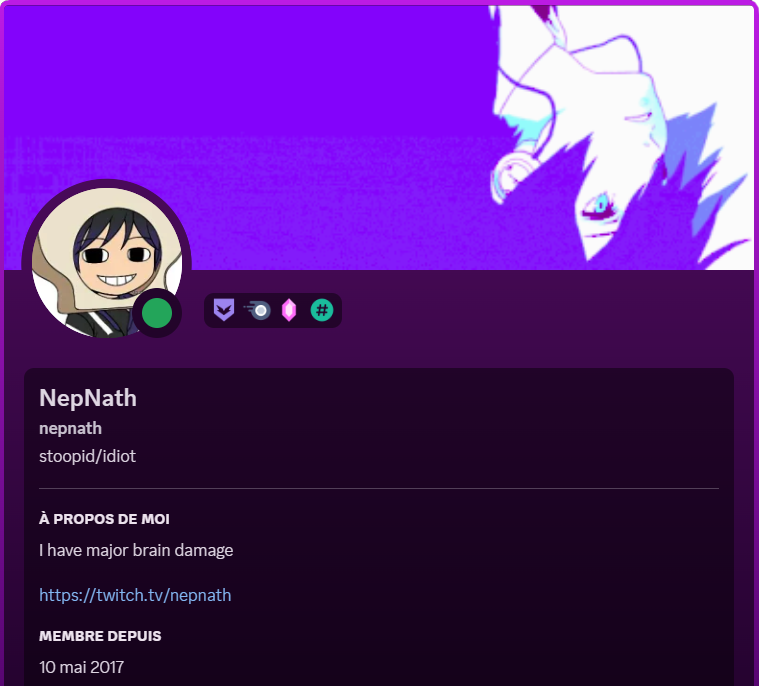 NepNath
nepnath
stoopid/idiot
À PROPOS DE MOI
I have major brain damage
https://twitch.tv/nepnath
MEMBRE DEPUIS
10 mai 2017